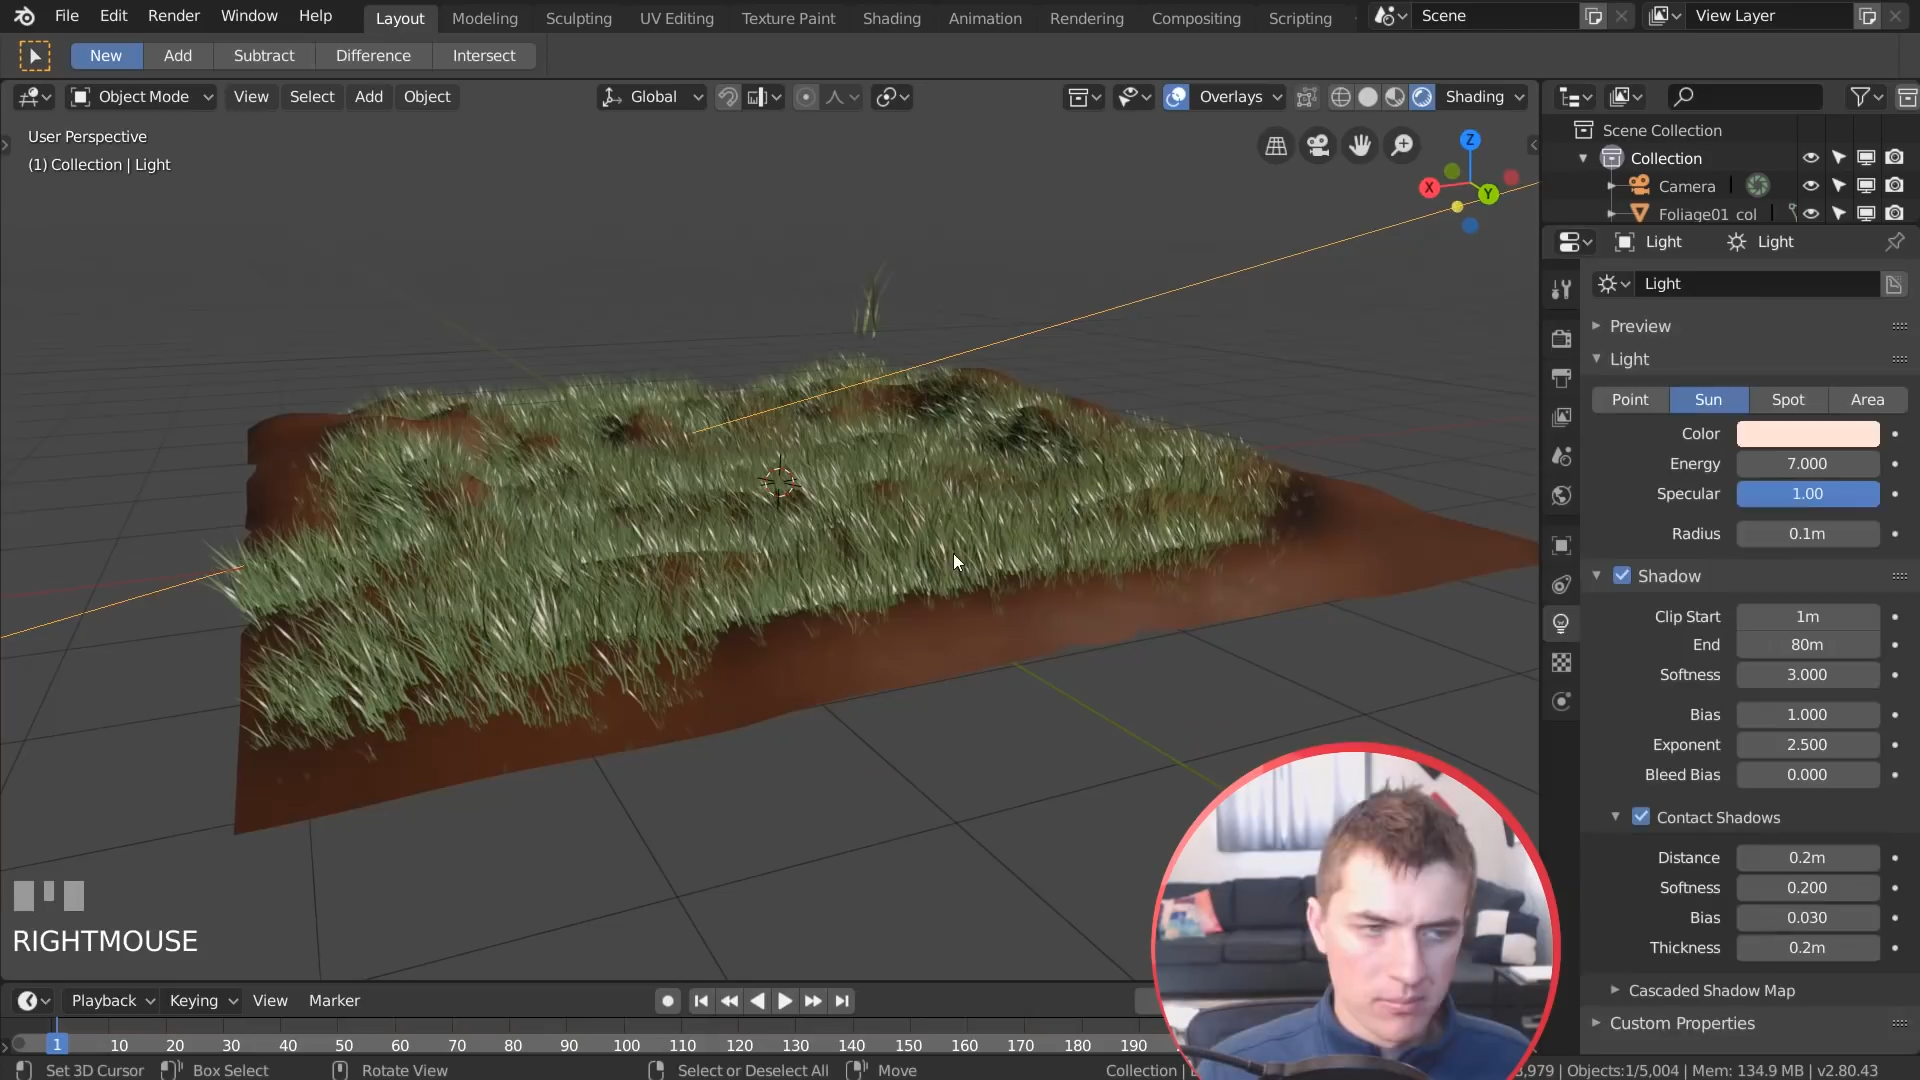 File Edit Render Window Help Layout Modeling Sculpting UV Editing Texture Paint Shading Animation Rendering Compositing Scripting Scene View Layer
New Add Subtract Difference Intersect
Object Mode View Select Add Object Global Overlays Shading
User Perspective
(1) Collection | Light
Z
X
Y
Scene Collection
Collection
Camera
Foliage01_col
Light Light
Light
Preview
Light
Point Sun Spot Area
Color
Energy 7.000
Specular 1.00
Radius 0.1m
Shadow
Clip Start 1m
End 80m
Softness 3.000
Bias 1.000
Exponent 2.500
Bleed Bias 0.000
Contact Shadows
Distance 0.2m
Softness 0.200
Bias 0.030
Thickness 0.2m
Cascaded Shadow Map
Custom Properties
RIGHTMOUSE
Playback Keying View Marker
1 10 20 30 40 50 60 70 80 90 100 110 120 130 140 150 160 170 180 190
Set 3D Cursor Box Select Rotate View Select or Deselect All Move Collection | 3,979 | Objects:1/5,004 | Mem: 134.9 MB | v2.80.43